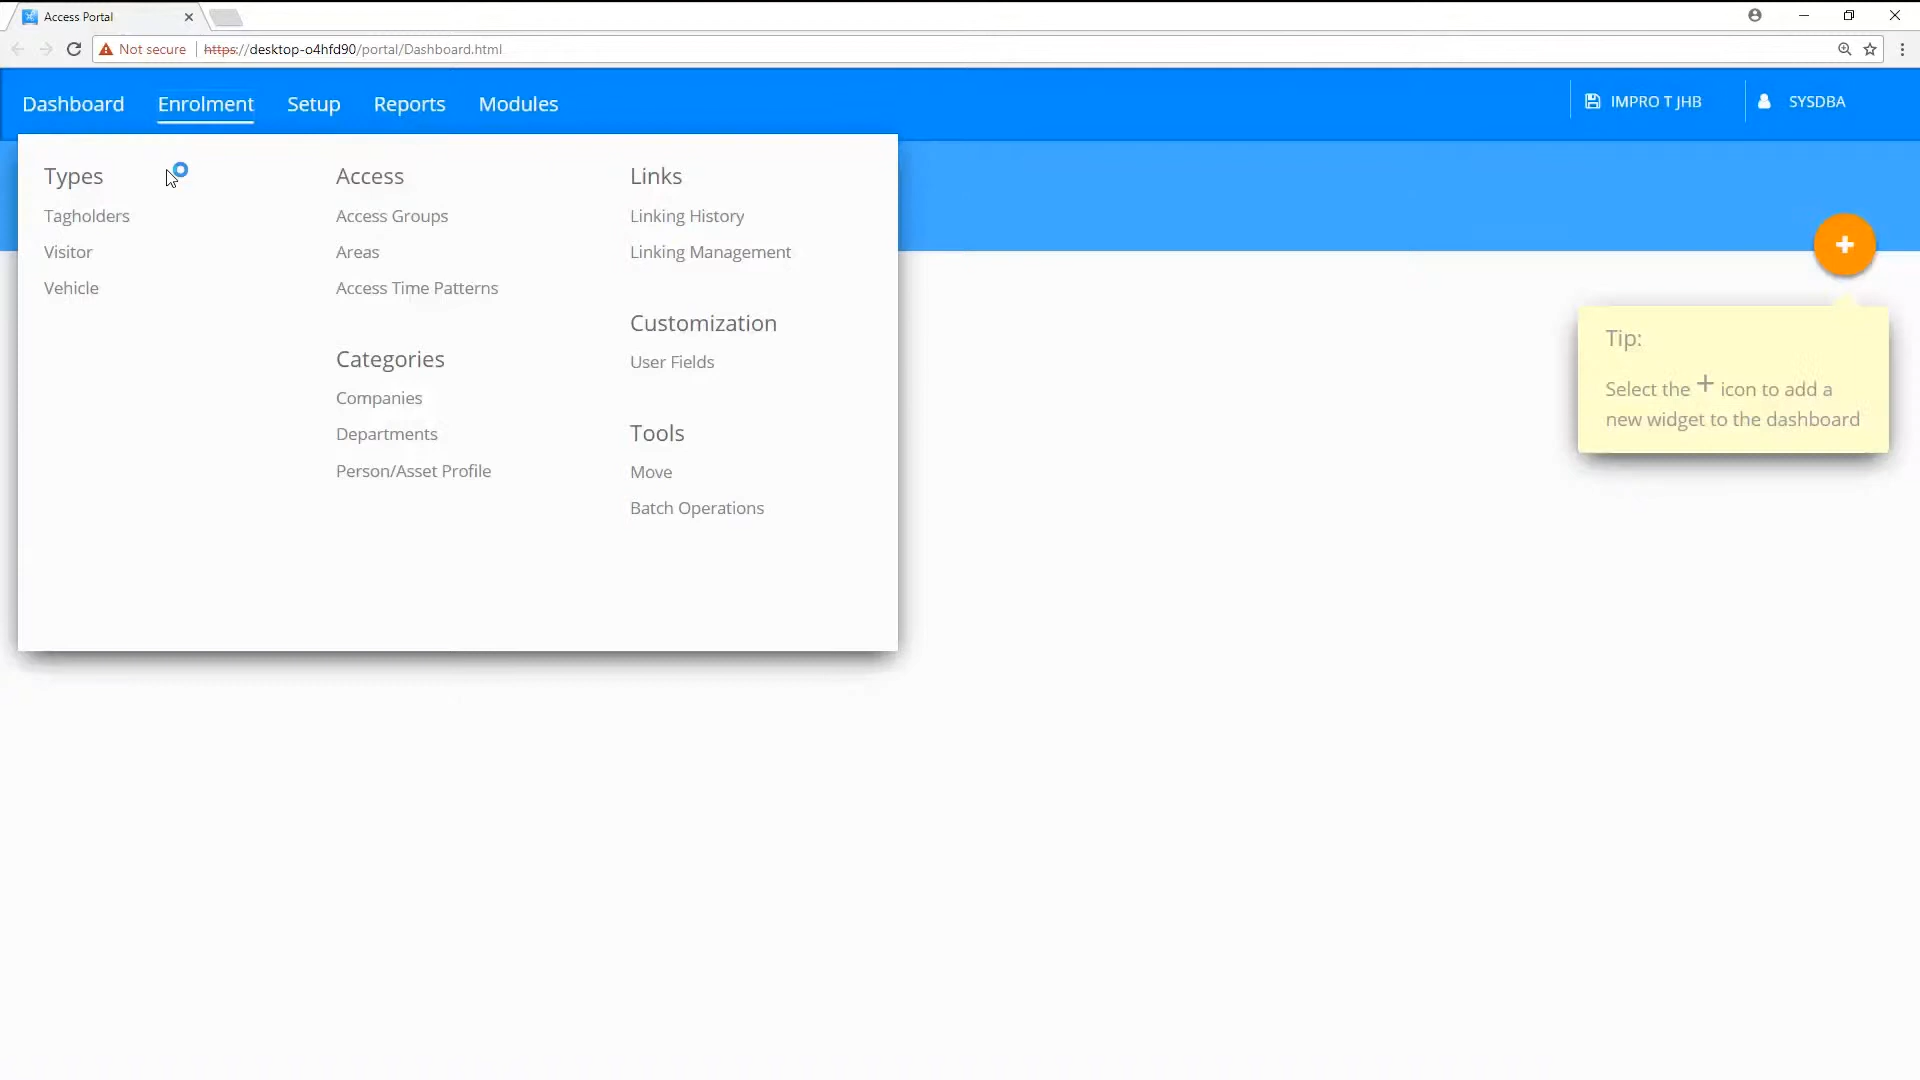 Access Portal
Not secure https://desktop-o4hfd90/portal/Dashboard.html
Dashboard Enrolment Setup Reports Modules IMPRO T JHB SYSDBA
Types
Tagholders
Visitor
Vehicle
Access
Access Groups
Areas
Access Time Patterns
Categories
Companies
Departments
Person/Asset Profile
Links
Linking History
Linking Management
Customization
User Fields
Tools
Move
Batch Operations
Tip:
Select the + icon to add a
new widget to the dashboard